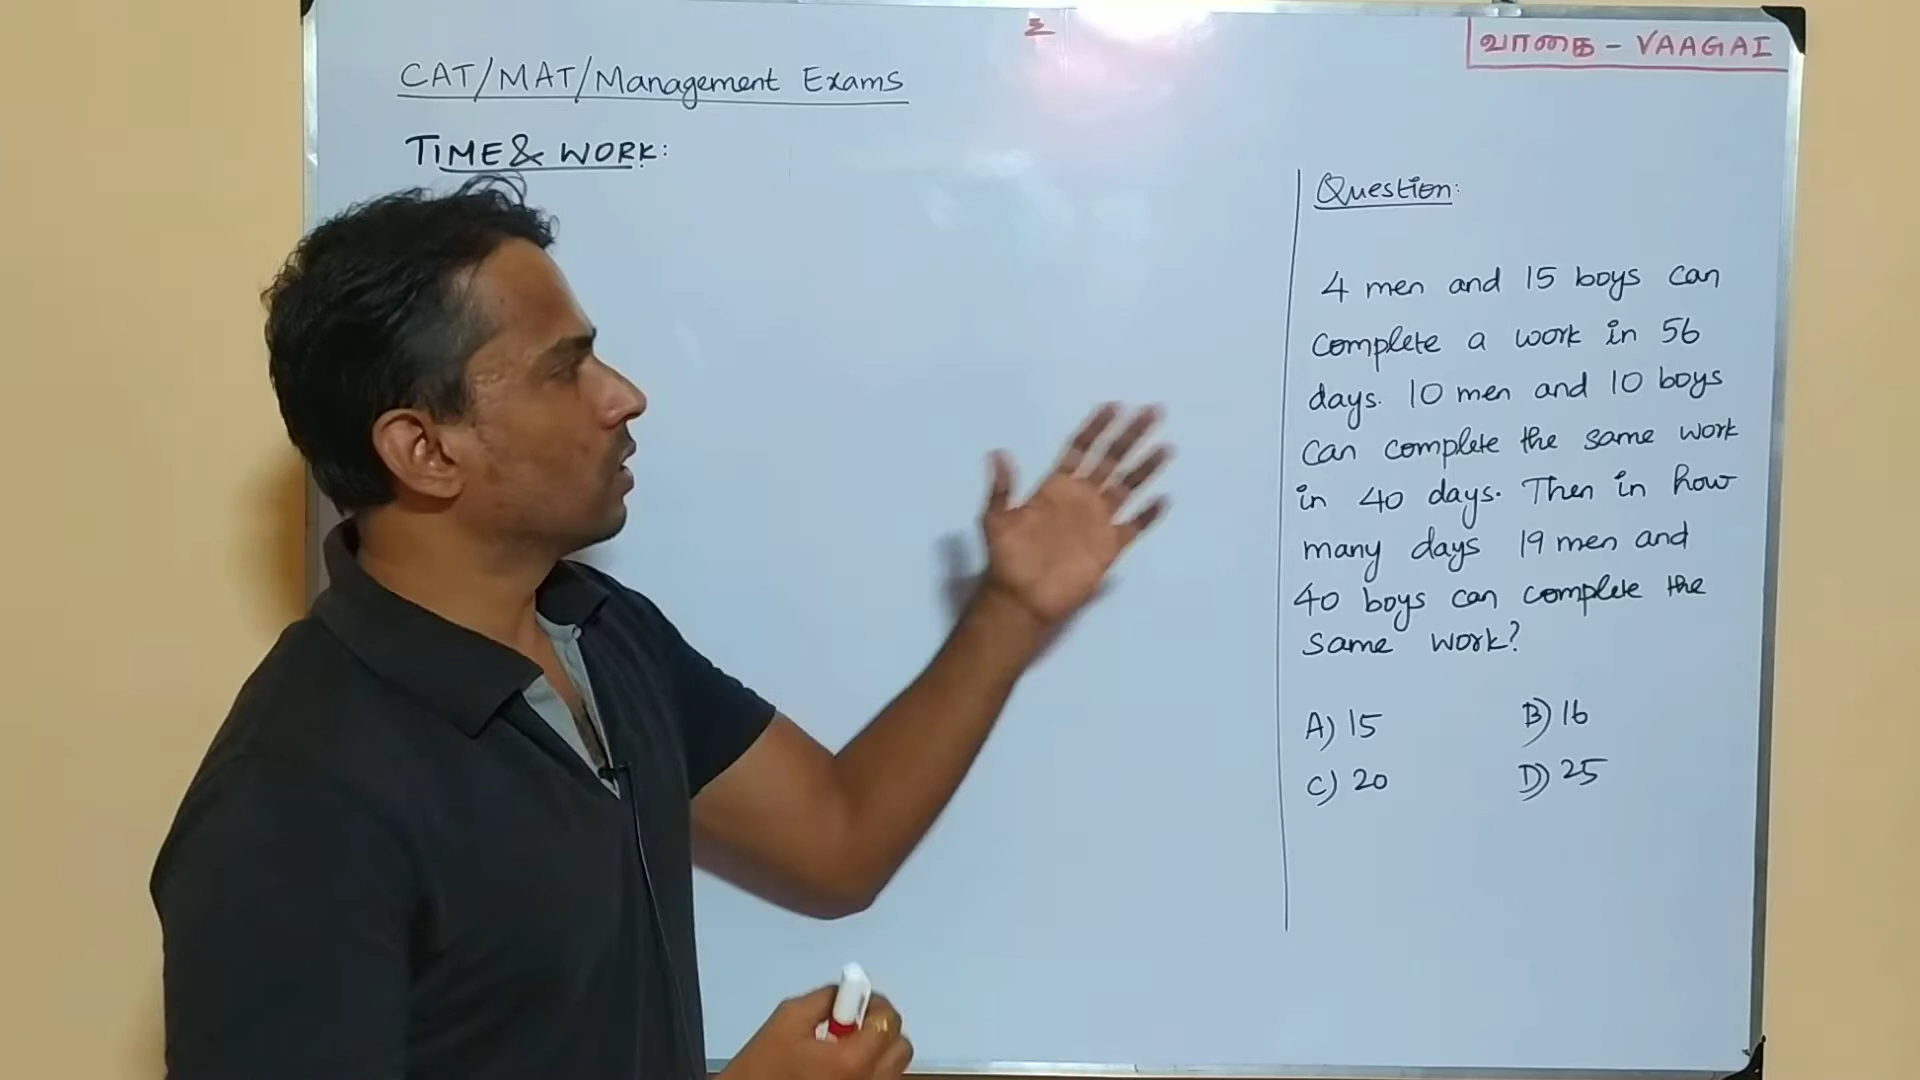 வாகை - VAAGAI
CAT/MAT/Management Exams
TIME & WORK:
Question:
4 men and 15 boys can
complete a work in 56
days. 10 men and 10 boys
can complete the same work
in 40 days. Then in how
many days 19 men and
40 boys can complete the
same work?
A) 15 B) 16
C) 20 D) 25